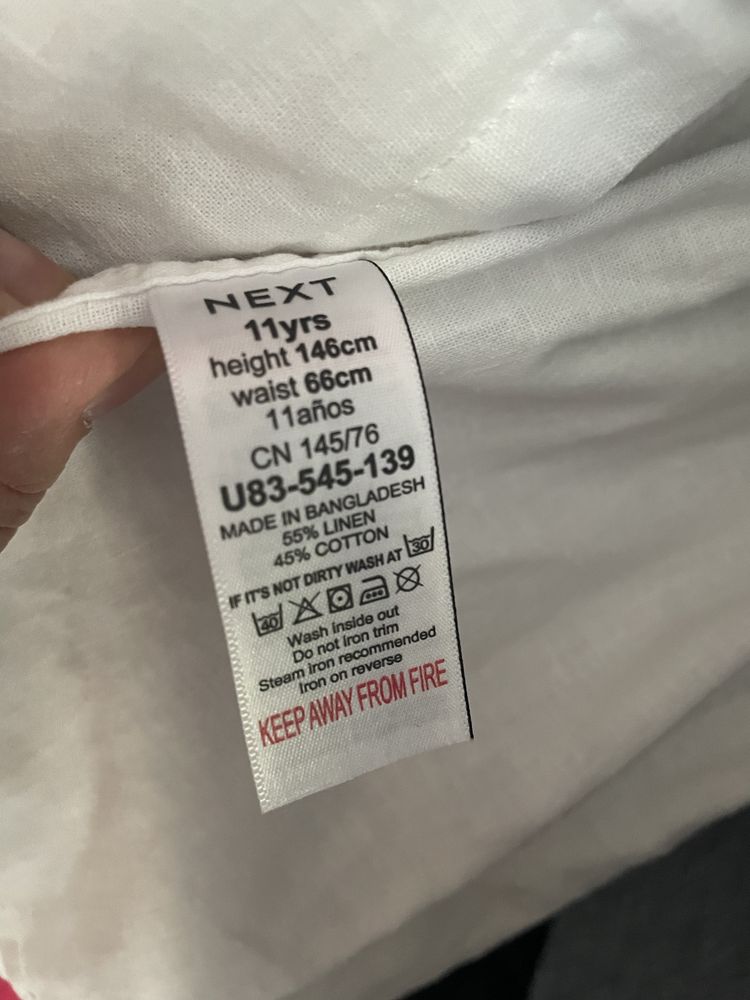 NEXT
11yrs
height 146cm
waist 66cm
11años
CN 145/76
U83-545-139
MADE IN BANGLADESH
55% LINEN
45% COTTON
IF IT'S NOT DIRTY WASH AT 30
40
Wash inside out
Do not iron trim
Steam iron recommended
Iron on reverse
KEEP AWAY FROM FIRE